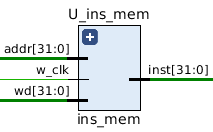 U_ins_mem
addr[31:0]
w_clk
inst[31:0]
wd[31:0]
ins_mem